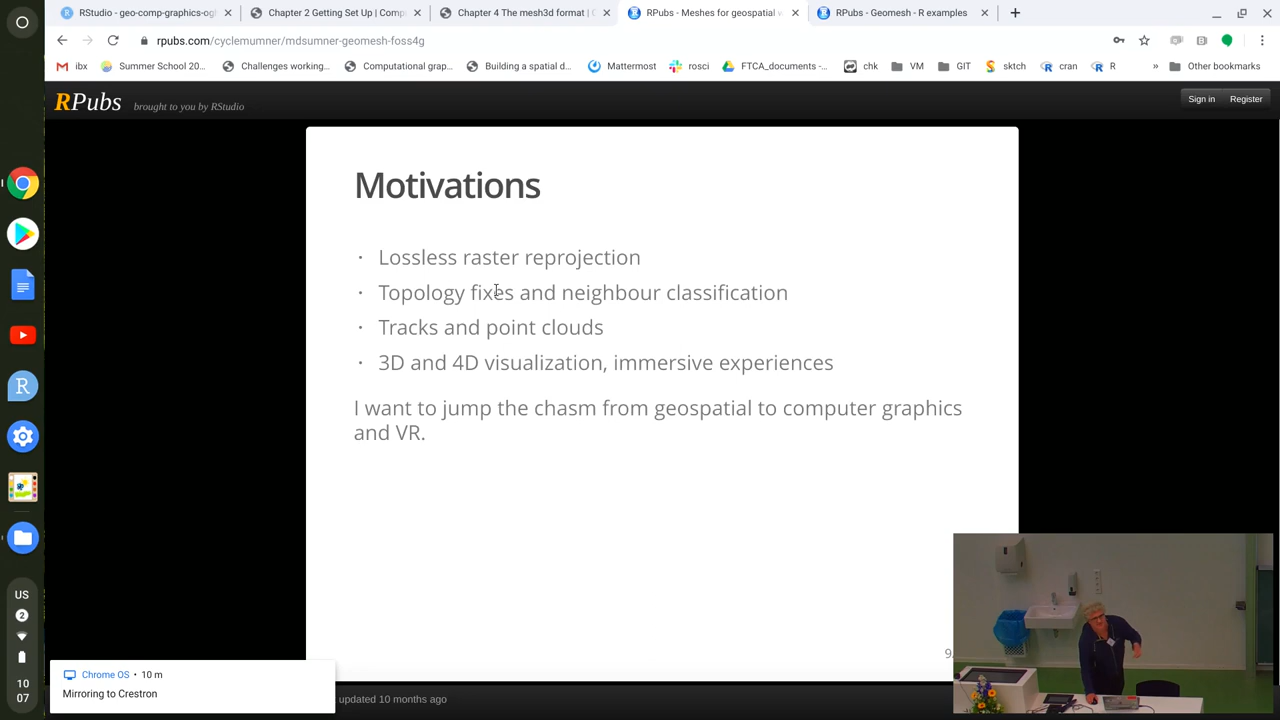 RStudio - geo-comp-graphics-og
Chapter 2 Getting Set Up | Comp
Chapter 4 The mesh3d format | C
RPubs - Meshes for geospatial w
RPubs - Geomesh - R examples
rpubs.com/cyclemumner/mdsumner-geomesh-foss4g
ibx
Summer School 20...
Challenges working...
Computational grap...
Building a spatial d...
Mattermost
rosci
FTCA_documents -...
chk
VM
GIT
sktch
cran
R
»
Other bookmarks
RPubs brought to you by RStudio
Sign in
Register
Motivations
· Lossless raster reprojection
· Topology fixes and neighbour classification
· Tracks and point clouds
· 3D and 4D visualization, immersive experiences
I want to jump the chasm from geospatial to computer graphics
and VR.
9
updated 10 months ago
Chrome OS • 10 m
Mirroring to Crestron
R
US
2
10
07